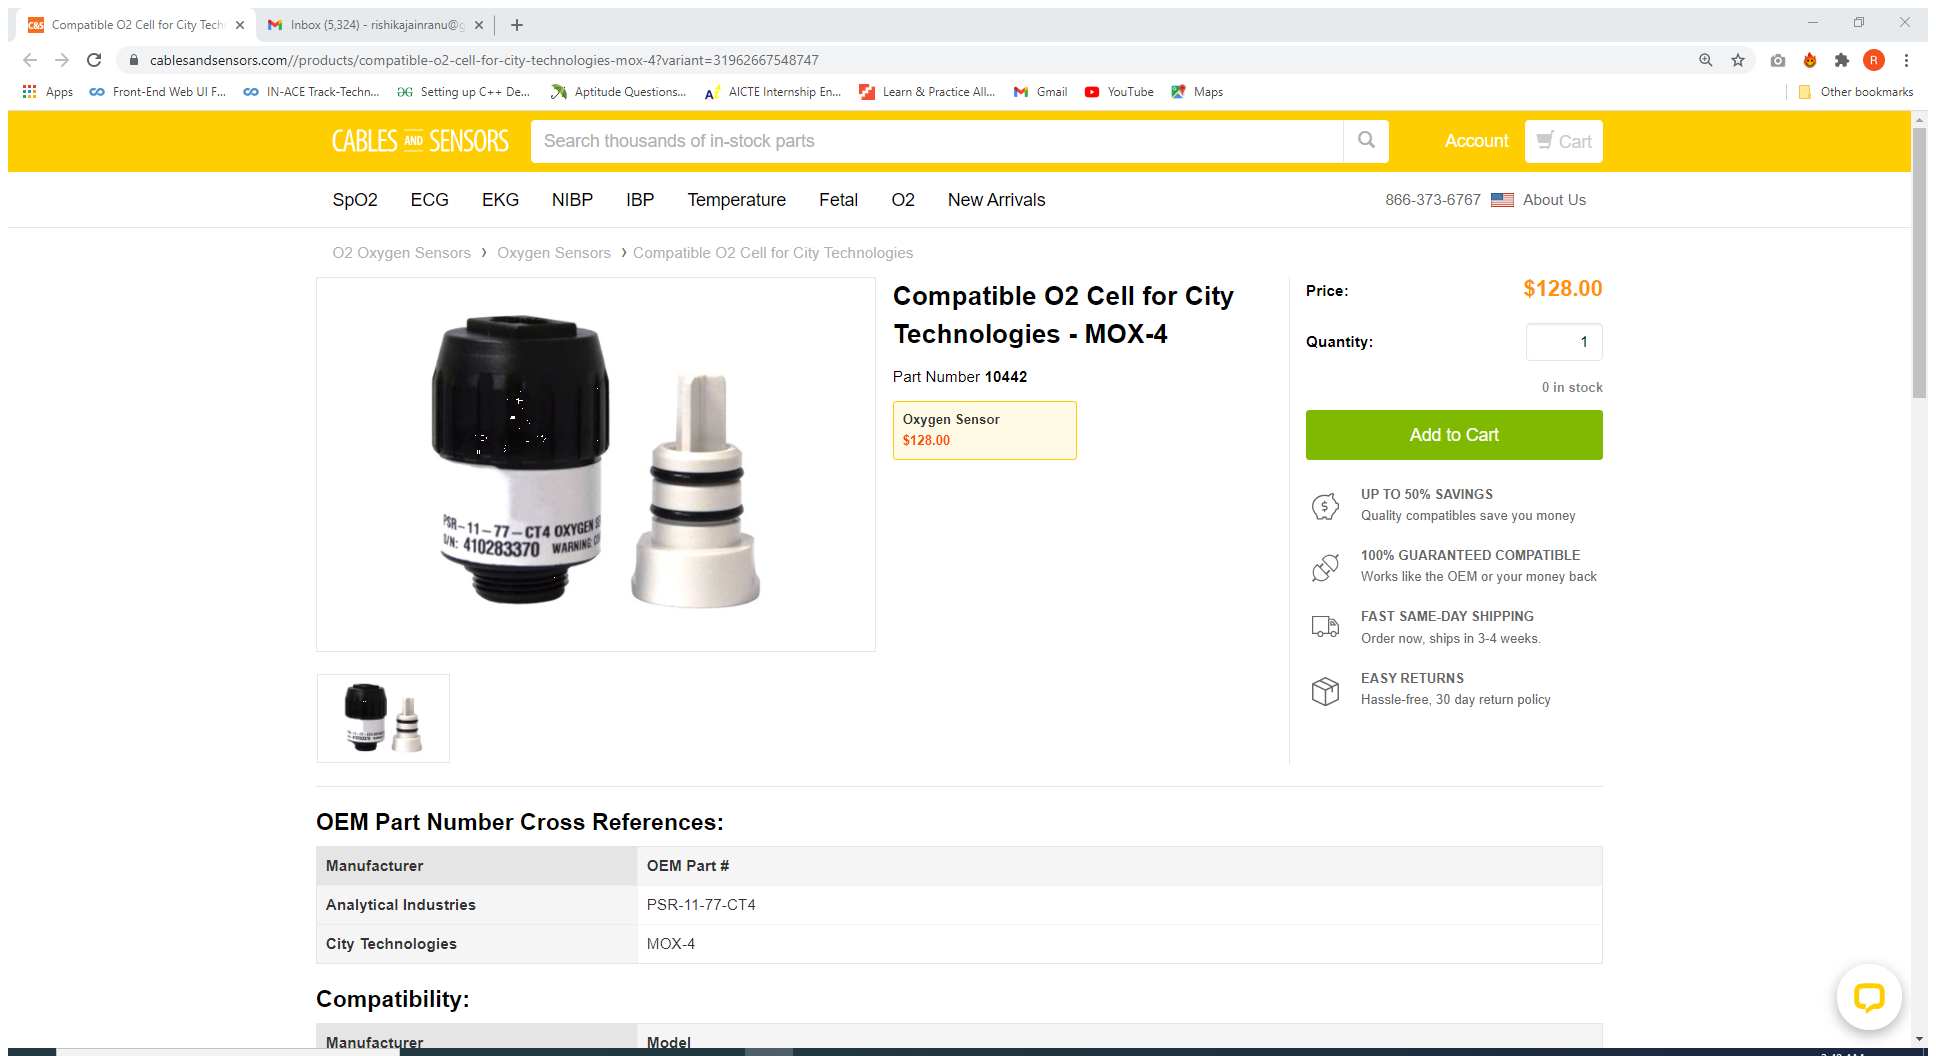 Compatible O2 Cell for City Tech
Inbox (5,324) - rishikajainranu@g
cablesandsensors.com//products/compatible-o2-cell-for-city-technologies-mox-4?variant=31962667548747
R
Apps Front-End Web UI F... IN-ACE Track-Techn... Setting up C++ De... Aptitude Questions... AICTE Internship En... Learn & Practice All... Gmail YouTube Maps Other bookmarks
CABLES AND SENSORS
Search thousands of in-stock parts
Account
Cart
SpO2 ECG EKG NIBP IBP Temperature Fetal O2 New Arrivals
866-373-6767 About Us
O2 Oxygen Sensors › Oxygen Sensors › Compatible O2 Cell for City Technologies
PSR-11-77-CT4 OXYGEN
S/N: 410283370 WARNING:
Compatible O2 Cell for City
Technologies - MOX-4
Part Number 10442
Oxygen Sensor
$128.00
Price: $128.00
Quantity: 1
0 in stock
Add to Cart
UP TO 50% SAVINGS
Quality compatibles save you money
100% GUARANTEED COMPATIBLE
Works like the OEM or your money back
FAST SAME-DAY SHIPPING
Order now, ships in 3-4 weeks.
EASY RETURNS
Hassle-free, 30 day return policy
OEM Part Number Cross References:
Manufacturer OEM Part #
Analytical Industries PSR-11-77-CT4
City Technologies MOX-4
Compatibility:
Manufacturer Model